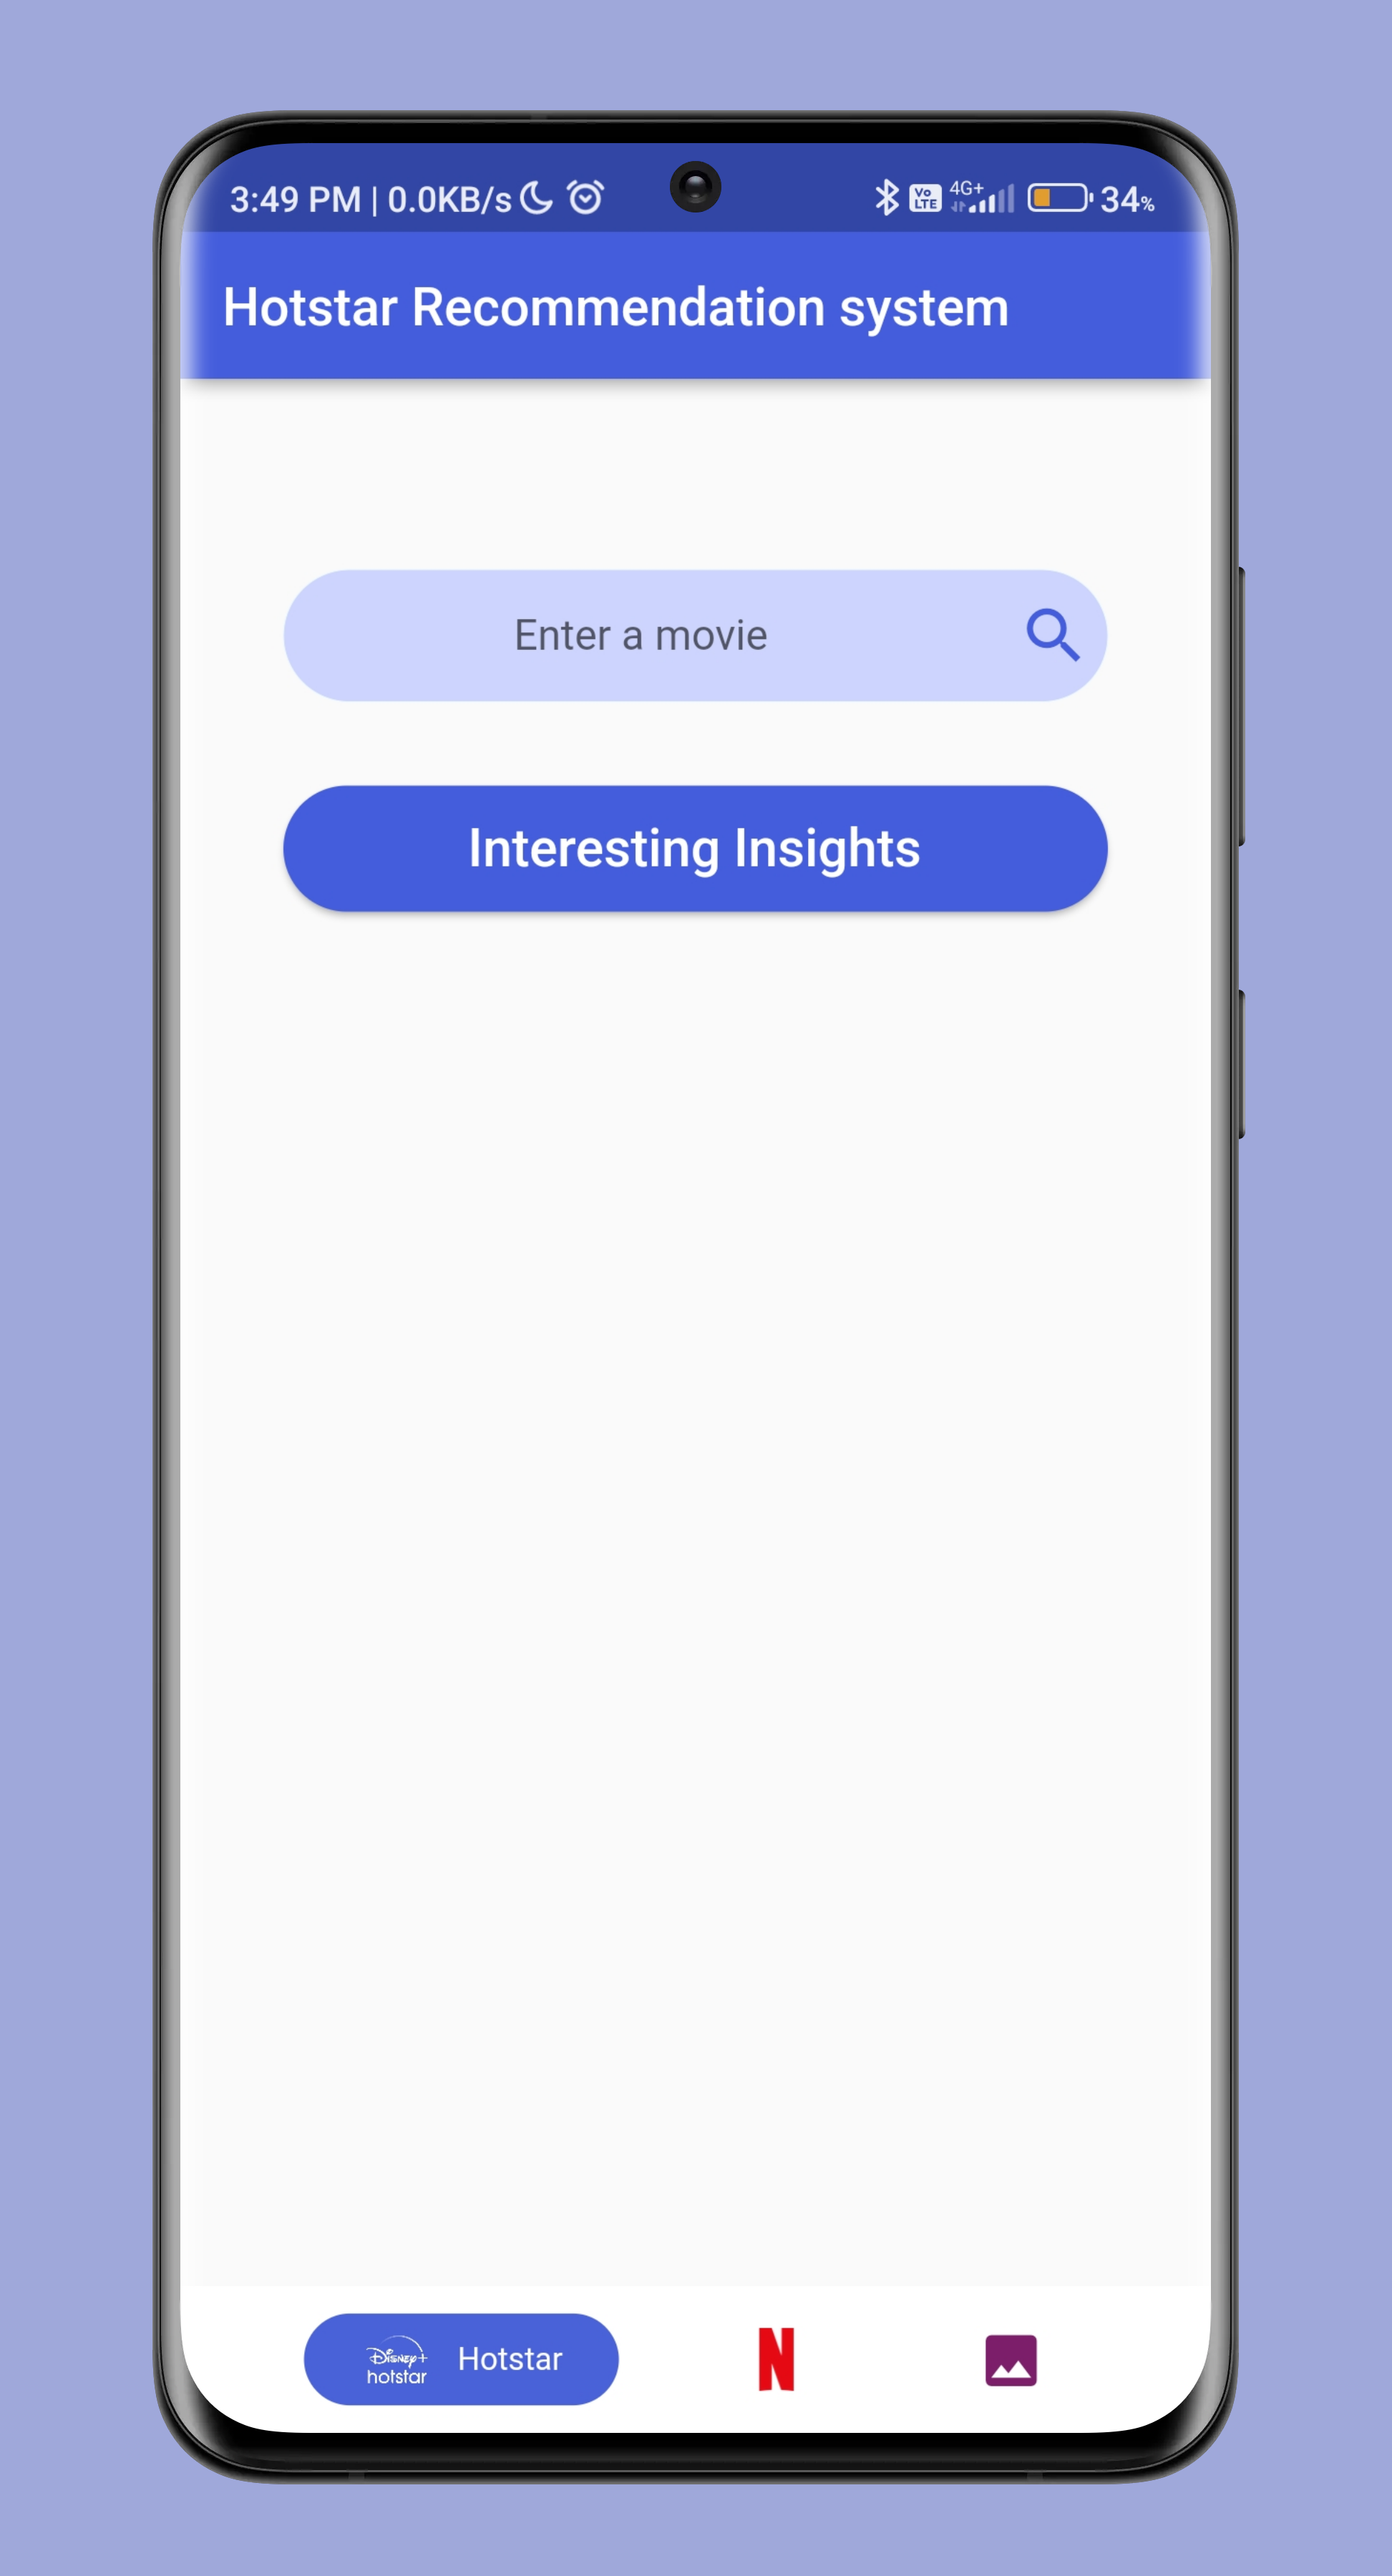 3:49 PM | 0.0KB/s Vo LTE 4G+ 34%
Hotstar Recommendation system
Enter a movie
Interesting Insights
Disney+ hotstar Hotstar N